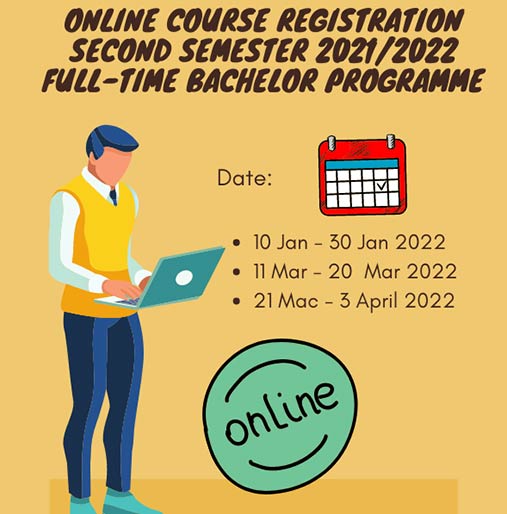 ONLINE COURSE REGISTRATION
SECOND SEMESTER 2021/2022
FULL-TIME BACHELOR PROGRAMME
Date:
• 10 Jan - 30 Jan 2022
• 11 Mar - 20 Mar 2022
• 21 Mac - 3 April 2022
online